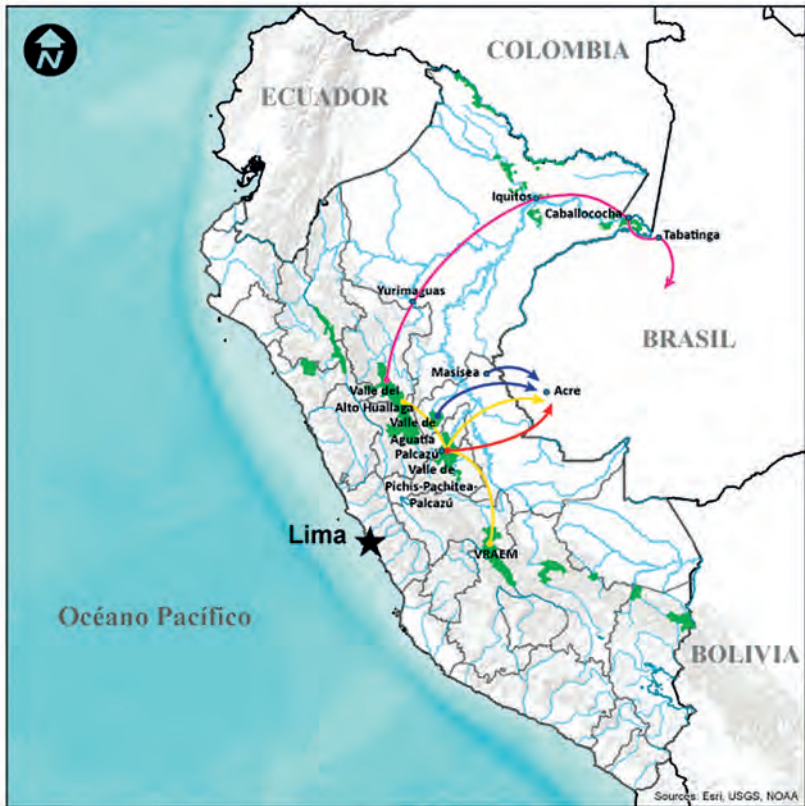 N
COLOMBIA
ECUADOR
Iquitos
Caballococha
Tabatinga
Yurimaguas
BRASIL
Masisea
Acre
Valle del
Alto Huallaga
Valle de
Aguatía
Palcazú
Valle de
Pichis-Pachitea-
Palcazú
Lima
VRAEM
Océano Pacífico
BOLIVIA
Sources: Esri, USGS, NOAA